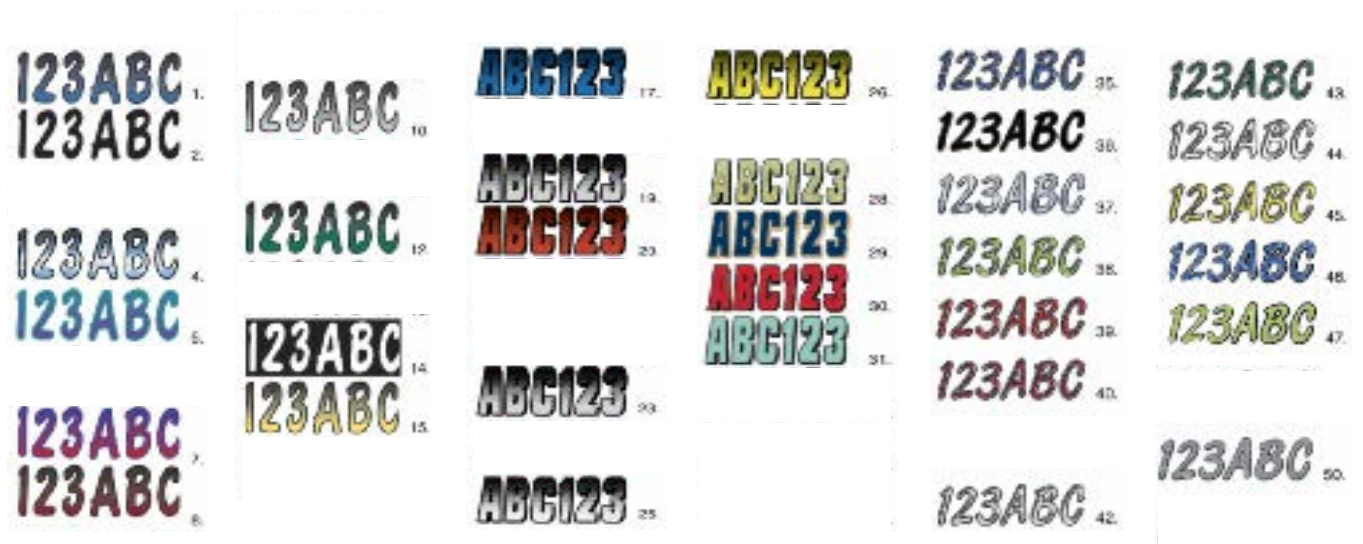 123ABC 1.
123ABC 2.
123ABC 4.
123ABC 5.
123ABC 7.
123ABC 8.
123ABC 10.
123ABC 12.
123ABC 14.
123ABC 15.
ABC123 17.
ABC123 19.
ABC123 20.
ABC123 23.
ABC123 25.
ABC123 26.
ABC123 28.
ABC123 29.
ABC123 30.
ABC123 31.
123ABC 35.
123ABC 36.
123ABC 37.
123ABC 38.
123ABC 39.
123ABC 40.
123ABC 42.
123ABC 43.
123ABC 44.
123ABC 45.
123ABC 46.
123ABC 47.
123ABC 50.